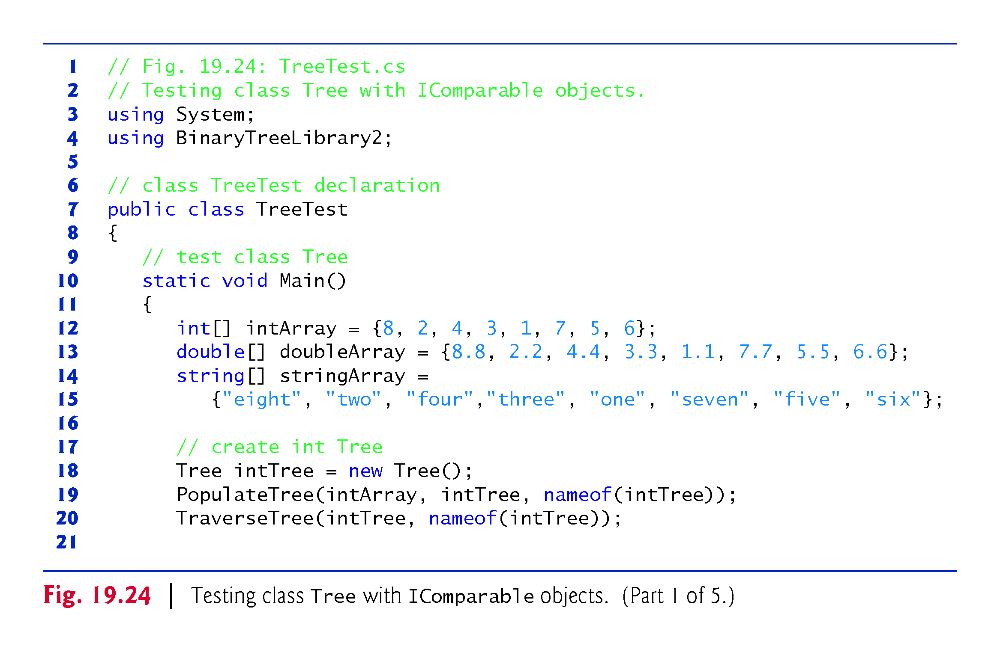 1 // Fig. 19.24: TreeTest.cs
2 // Testing class Tree with IComparable objects.
3 using System;
4 using BinaryTreeLibrary2;
5
6 // class TreeTest declaration
7 public class TreeTest
8 {
9    // test class Tree
10    static void Main()
11    {
12       int[] intArray = {8, 2, 4, 3, 1, 7, 5, 6};
13       double[] doubleArray = {8.8, 2.2, 4.4, 3.3, 1.1, 7.7, 5.5, 6.6};
14       string[] stringArray =
15          {"eight", "two", "four","three", "one", "seven", "five", "six"};
16
17       // create int Tree
18       Tree intTree = new Tree();
19       PopulateTree(intArray, intTree, nameof(intTree));
20       TraverseTree(intTree, nameof(intTree));
21
Fig. 19.24 | Testing class Tree with IComparable objects. (Part 1 of 5.)